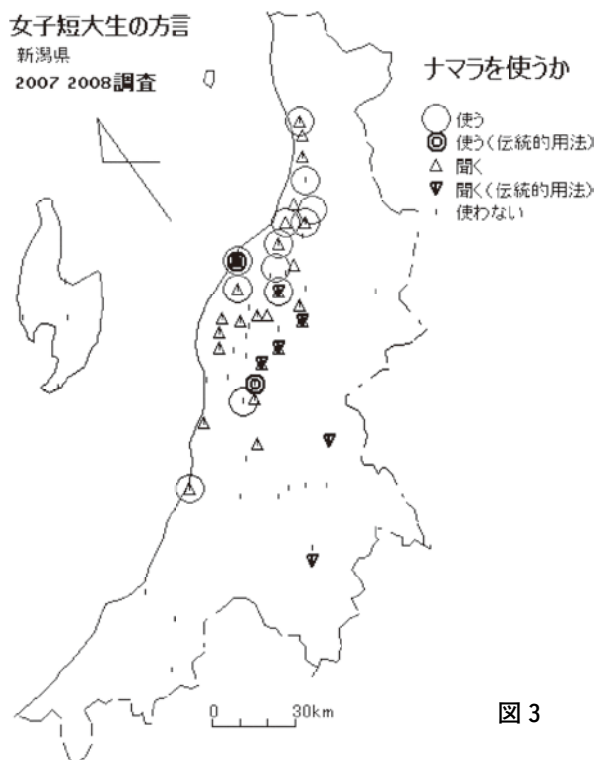 女子短大生の方言
新潟県
2007 2008調査
ナマラを使うか
使う
使う(伝統的用法)
聞く
聞く(伝統的用法)
使わない
0 30km
図3